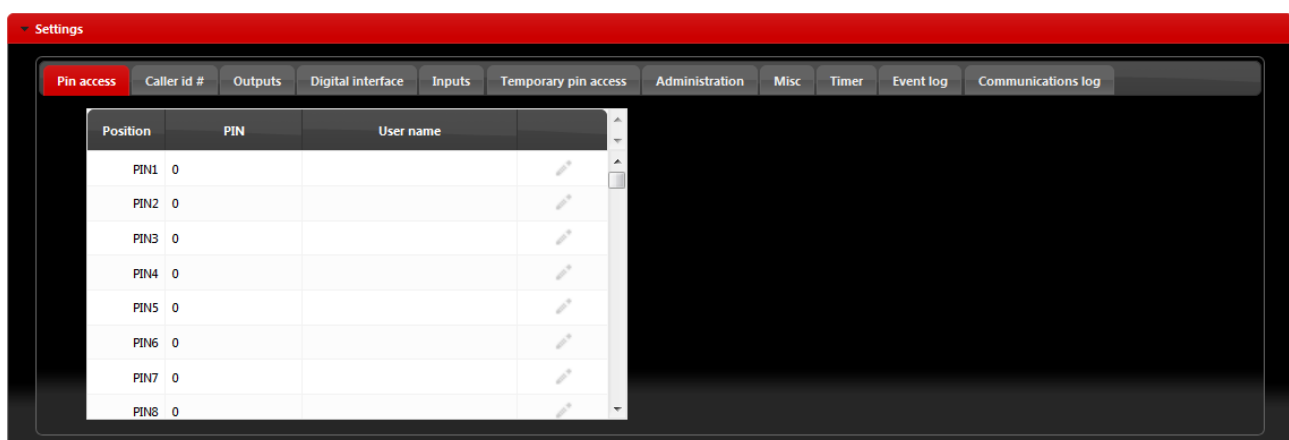 Settings
Pin access Caller id # Outputs Digital interface Inputs Temporary pin access Administration Misc Timer Event log Communications log
Position PIN User name
PIN1 0
PIN2 0
PIN3 0
PIN4 0
PIN5 0
PIN6 0
PIN7 0
PIN8 0